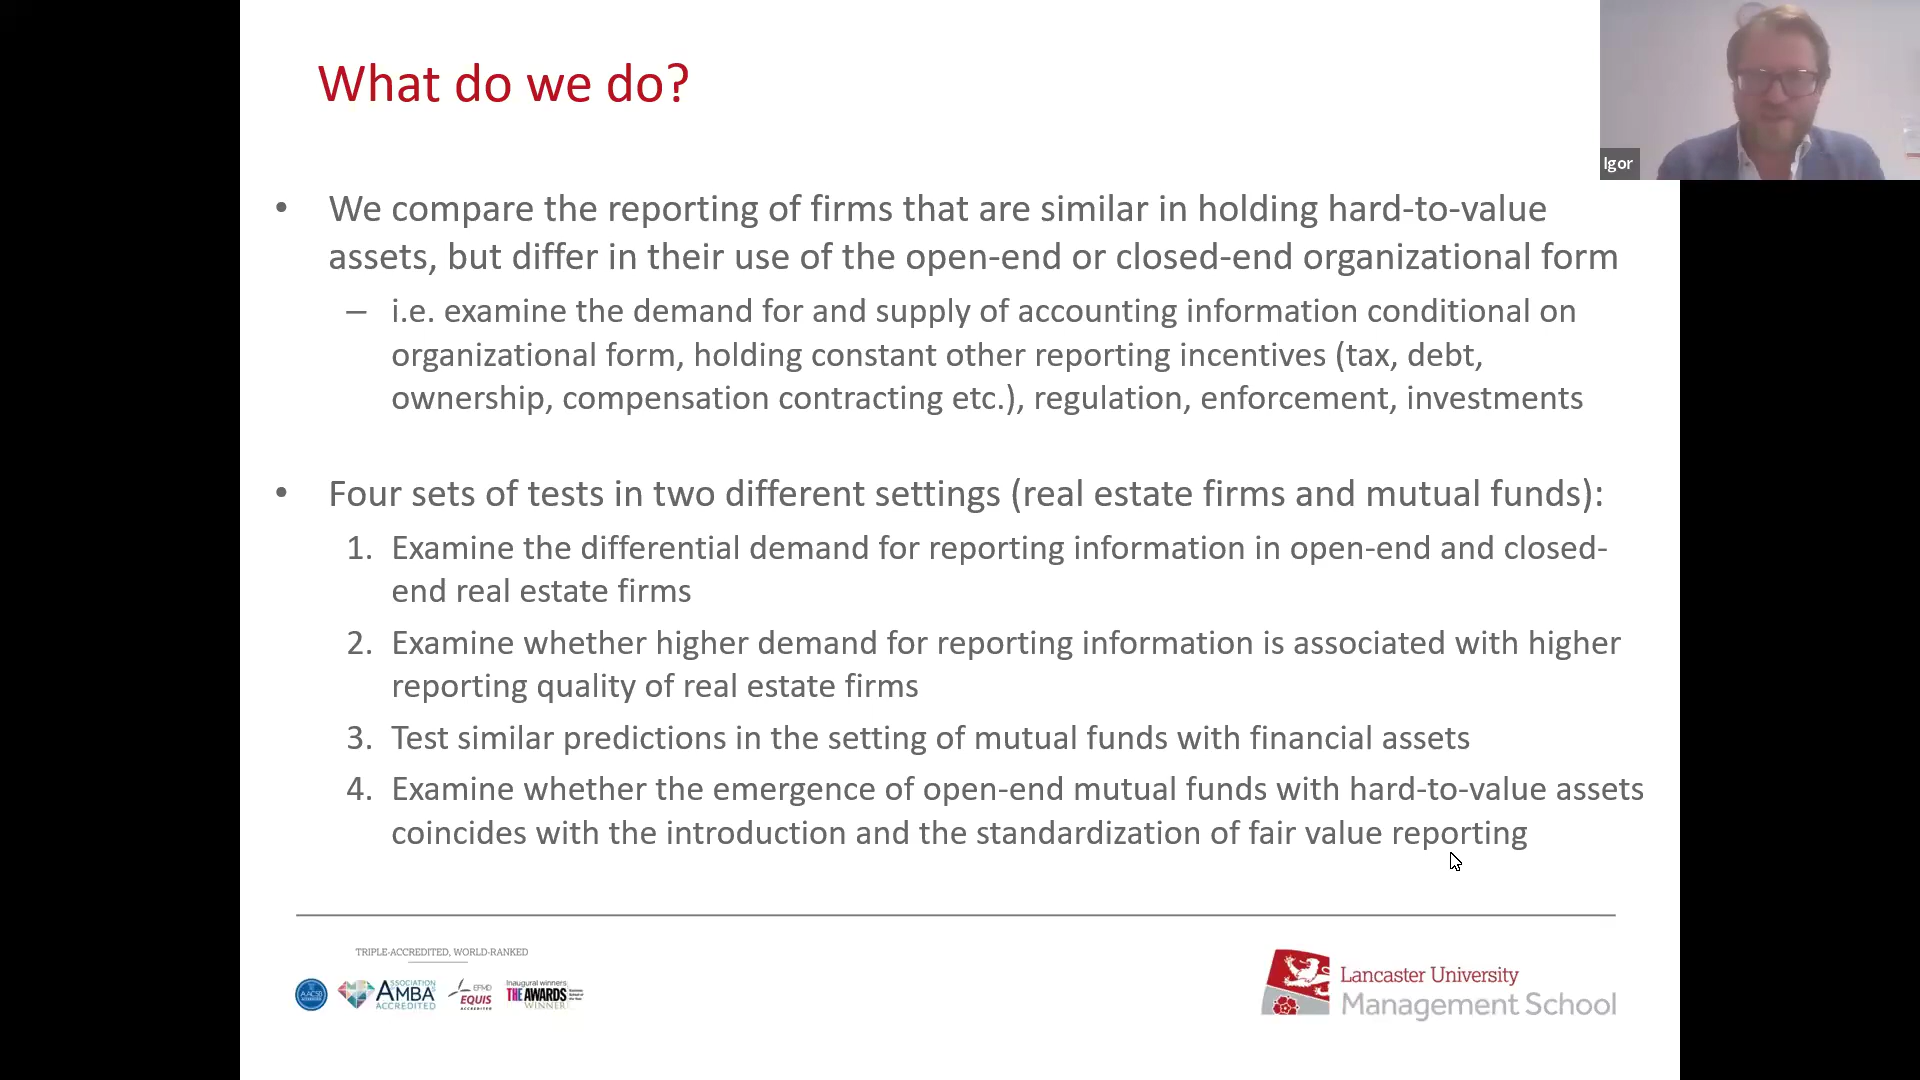 What do we do?
Igor
• We compare the reporting of firms that are similar in holding hard-to-value
assets, but differ in their use of the open-end or closed-end organizational form
– i.e. examine the demand for and supply of accounting information conditional on
organizational form, holding constant other reporting incentives (tax, debt,
ownership, compensation contracting etc.), regulation, enforcement, investments
• Four sets of tests in two different settings (real estate firms and mutual funds):
1. Examine the differential demand for reporting information in open-end and closed-
end real estate firms
2. Examine whether higher demand for reporting information is associated with higher
reporting quality of real estate firms
3. Test similar predictions in the setting of mutual funds with financial assets
4. Examine whether the emergence of open-end mutual funds with hard-to-value assets
coincides with the introduction and the standardization of fair value reporting
TRIPLE-ACCREDITED, WORLD-RANKED
AACSB
ASSOCIATION
AMBA
ACCREDITED
EFMD
EQUIS
ACCREDITED
Inaugural winners
THE AWARDS
WINNER
Lancaster University
Management School